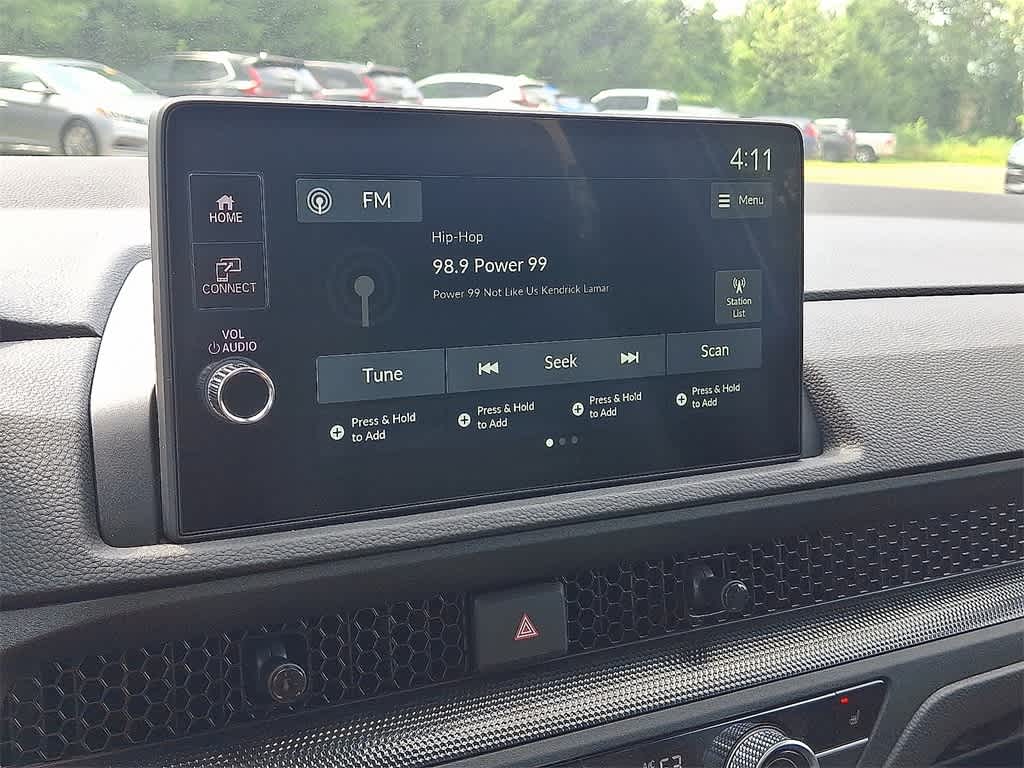 4:11
HOME
FM
Menu
Hip-Hop
98.9 Power 99
Power 99 Not Like Us Kendrick Lamar
CONNECT
Station
List
VOL
AUDIO
Tune
Seek
Scan
Press & Hold
to Add
Press & Hold
to Add
Press & Hold
to Add
Press & Hold
to Add